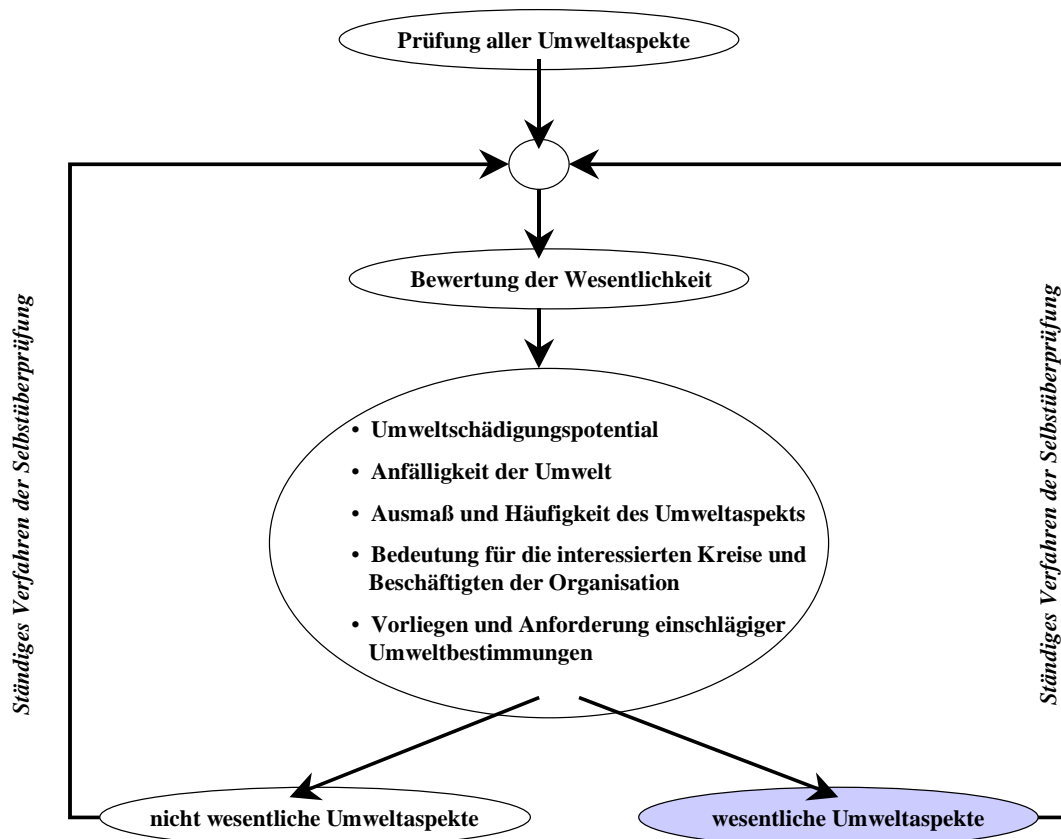 Prüfung aller Umweltaspekte
Bewertung der Wesentlichkeit
Ständiges Verfahren der Selbstüberprüfung
• Umweltschädigungspotential
• Anfälligkeit der Umwelt
• Ausmaß und Häufigkeit des Umweltaspekts
• Bedeutung für die interessierten Kreise und
Beschäftigten der Organisation
• Vorliegen und Anforderung einschlägiger
Umweltbestimmungen
Ständiges Verfahren der Selbstüberprüfung
nicht wesentliche Umweltaspekte
wesentliche Umweltaspekte